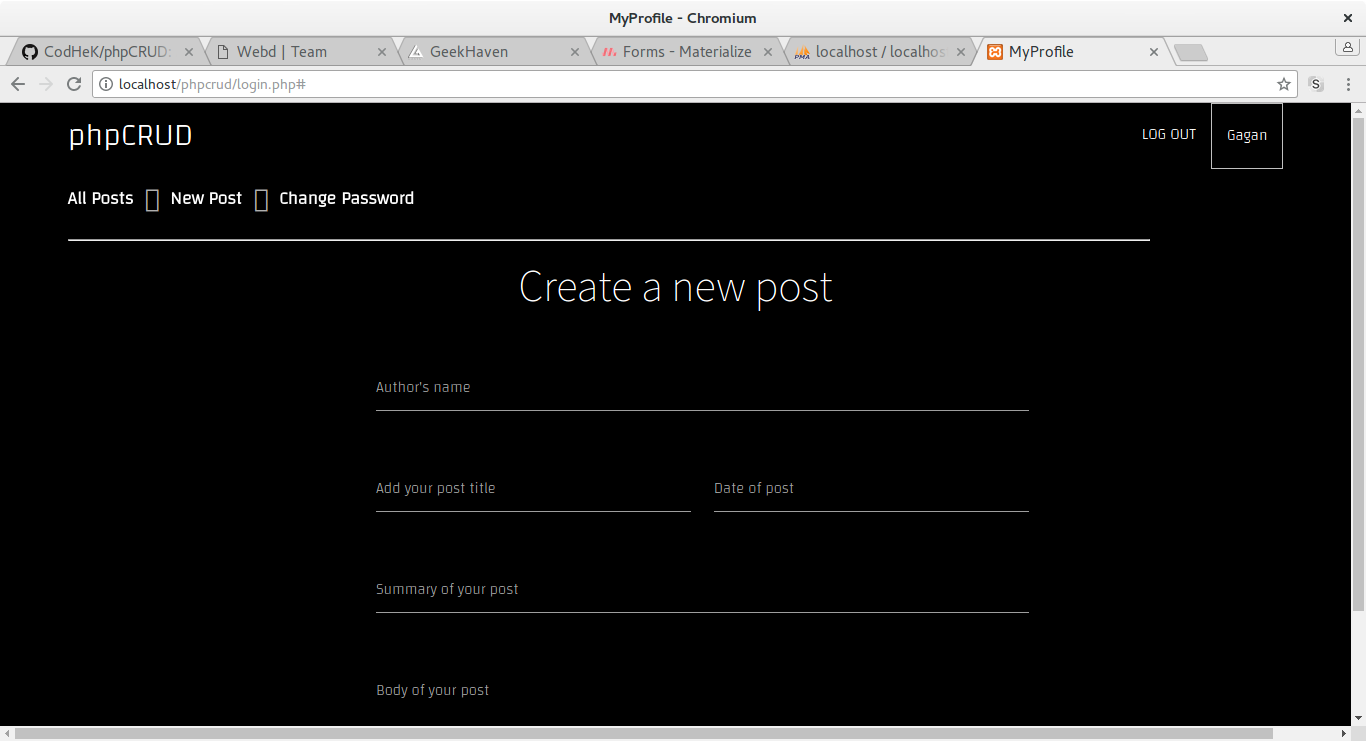 MyProfile - Chromium
CodHeK/phpCRUD: Webd | Team GeekHaven Forms - Materialize localhost / localhos MyProfile
localhost/phpcrud/login.php#
phpCRUD LOG OUT Gagan
All Posts New Post Change Password
Create a new post
Author's name
Add your post title Date of post
Summary of your post
Body of your post